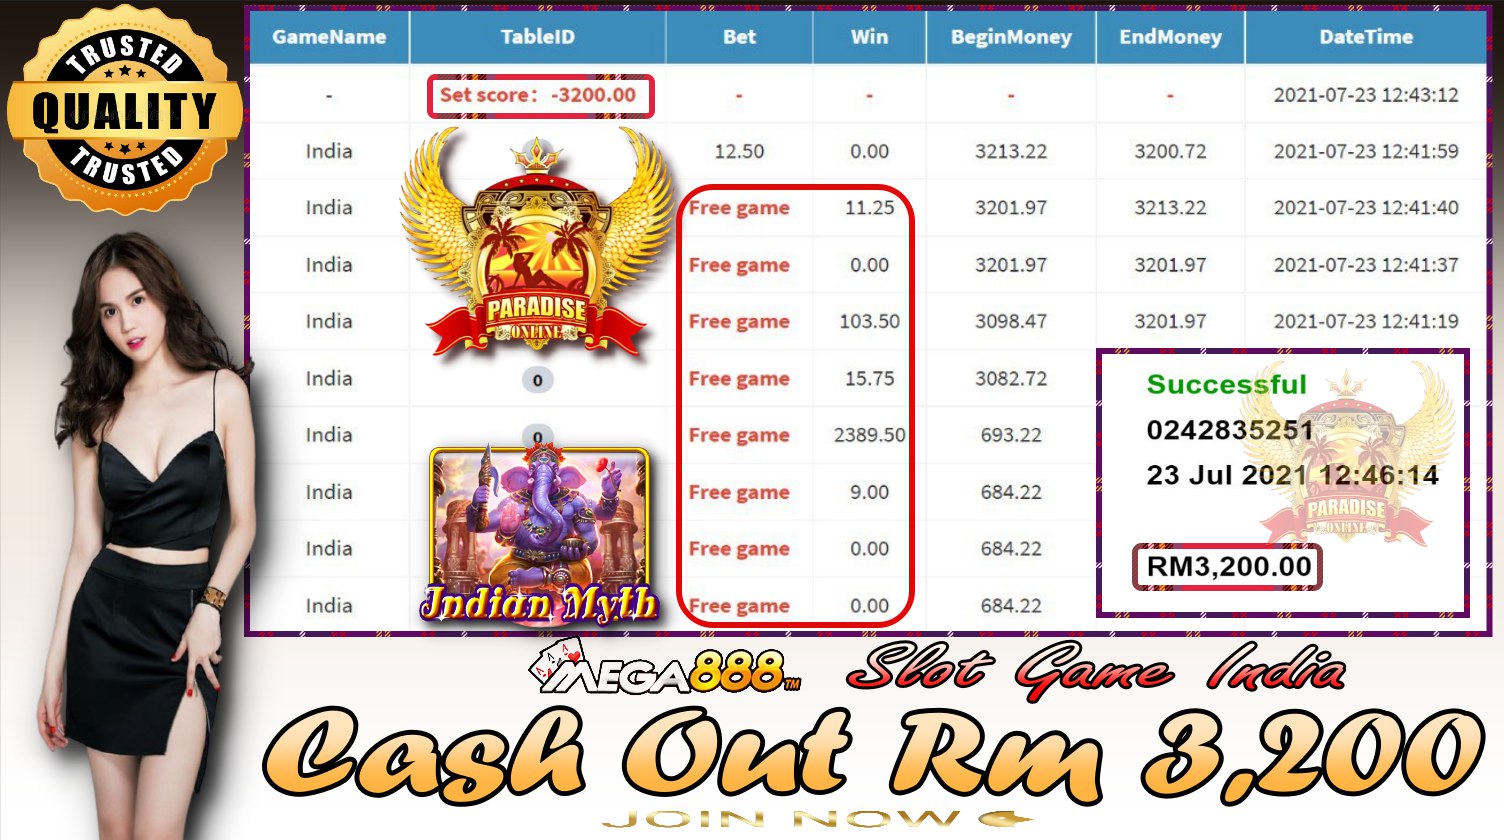 TRUSTED
QUALITY
TRUSTED
GameName TableID Bet Win BeginMoney EndMoney DateTime
- Set score: -3200.00 - - - - 2021-07-23 12:43:12
India 12.50 0.00 3213.22 3200.72 2021-07-23 12:41:59
India Free game 11.25 3201.97 3213.22 2021-07-23 12:41:40
India Free game 0.00 3201.97 3201.97 2021-07-23 12:41:37
India Free game 103.50 3098.47 3201.97 2021-07-23 12:41:19
India 0 Free game 15.75 3082.72
India 0 Free game 2389.50 693.22
India Free game 9.00 684.22
India Free game 0.00 684.22
India Free game 0.00 684.22
PARADISE
ONLINE
Indian Myth
Successful
0242835251
23 Jul 2021 12:46:14
PARADISE
ONLINE
RM3,200.00
MEGA888 TM Slot Game India
Cash Out Rm 3,200
JOIN NOW